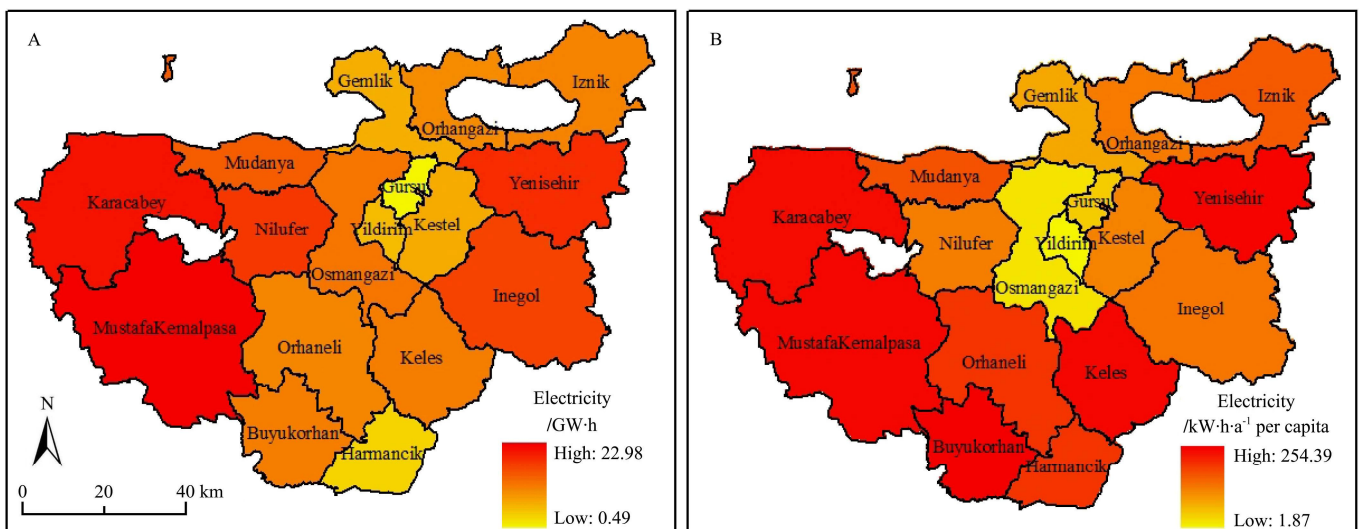 A
Gemlik
Iznik
Orhangazi
Mudanya
Gursu
Yenisehir
Karacabey
Nilufer
Yildirim
Kestel
Osmangazi
Inegol
MustafaKemalpasa
Orhaneli
Keles
Buyukorhan
Harmancik
N
0 20 40 km
Electricity
/GW·h
High: 22.98
Low: 0.49
B
Gemlik
Iznik
Orhangazi
Mudanya
Gursu
Yenisehir
Karacabey
Nilufer
Yildirim
Kestel
Osmangazi
Inegol
MustafaKemalpasa
Orhaneli
Keles
Buyukorhan
Harmancik
Electricity
/kW·h·a⁻¹ per capita
High: 254.39
Low: 1.87